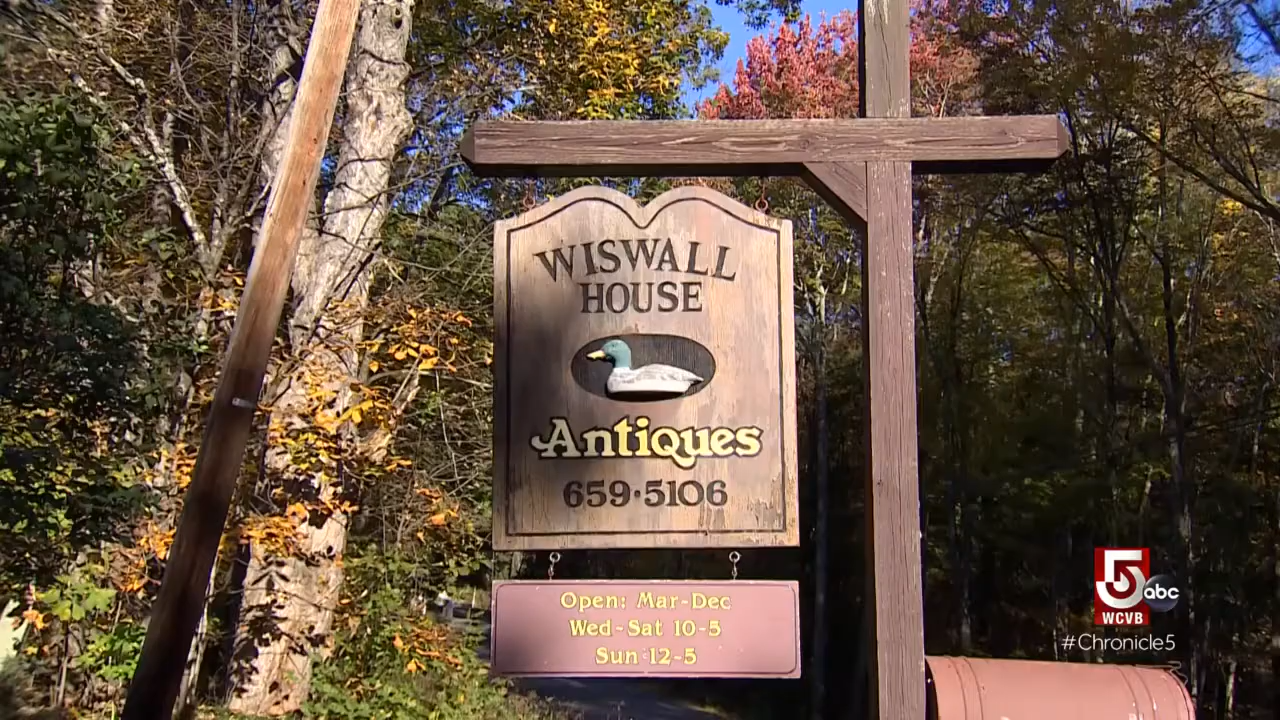 WISWALL
HOUSE
Antiques
659·5106
Open: Mar-Dec
Wed-Sat 10-5
Sun 12-5
5 abc
WCVB
#Chronicle5